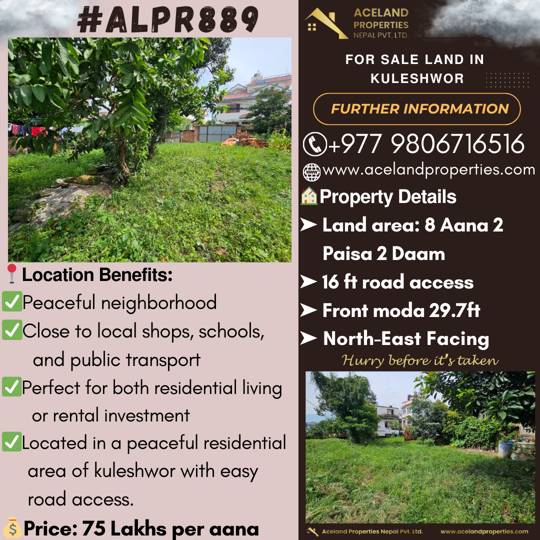 #ALPR889
📍Location Benefits:
✅Peaceful neighborhood
✅Close to local shops, schools,
and public transport
✅Perfect for both residential living
or rental investment
✅Located in a peaceful residential
area of kuleshwor with easy
road access.
💰Price: 75 Lakhs per aana
ACELAND
PROPERTIES
NEPAL PVT. LTD.
FOR SALE LAND IN
KULESHWOR
FURTHER INFORMATION
+977 9806716516
www.acelandproperties.com
🏠Property Details
➤ Land area: 8 Aana 2
Paisa 2 Daam
➤ 16 ft road access
➤ Front moda 29.7ft
➤ North-East Facing
Hurry before it's taken
Aceland Properties Nepal Pvt. Ltd.
www.acelandproperties.com